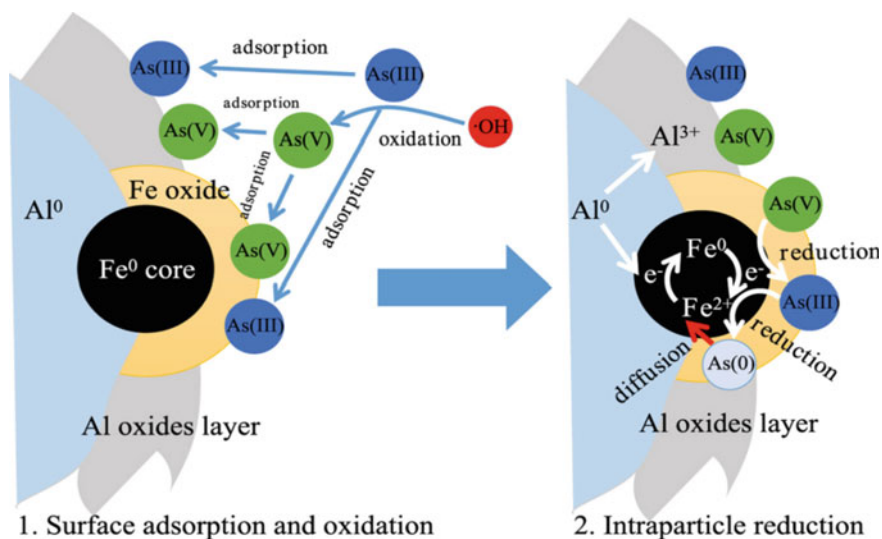 adsorption
As(III)
As(III)
adsorption
As(V)
As(V)
oxidation
·OH
adsorption
adsorption
Fe oxide
Al⁰
As(V)
Fe⁰ core
As(III)
Al oxides layer
1. Surface adsorption and oxidation
As(III)
Al³⁺
As(V)
Al⁰
As(V)
Fe⁰
reduction
e⁻
e⁻
As(III)
Fe²⁺
reduction
diffusion
As(0)
Al oxides layer
2. Intraparticle reduction